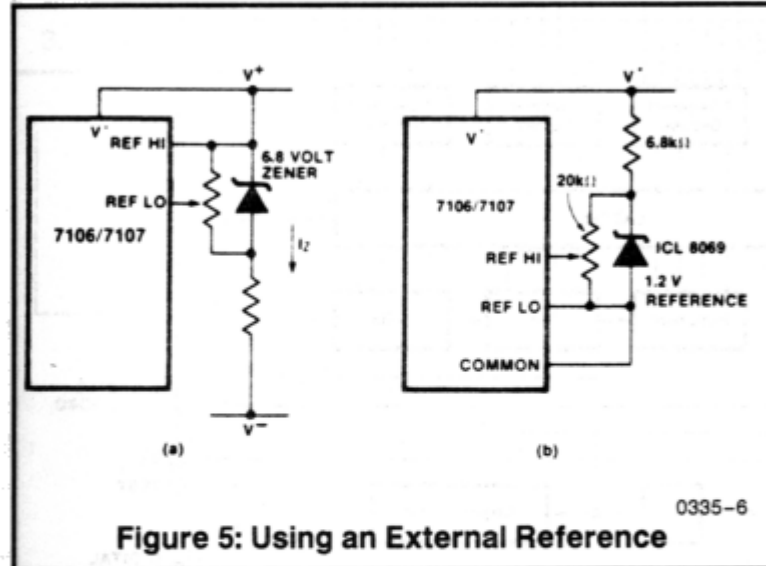 V+
V+
REF HI
6.8 VOLT
ZENER
REF LO
7106/7107
IZ
V−
(a)
V+
V+
6.8kΩ
20kΩ
7106/7107
ICL 8069
REF HI
1.2 V
REFERENCE
REF LO
COMMON
(b)
0335-6
Figure 5: Using an External Reference